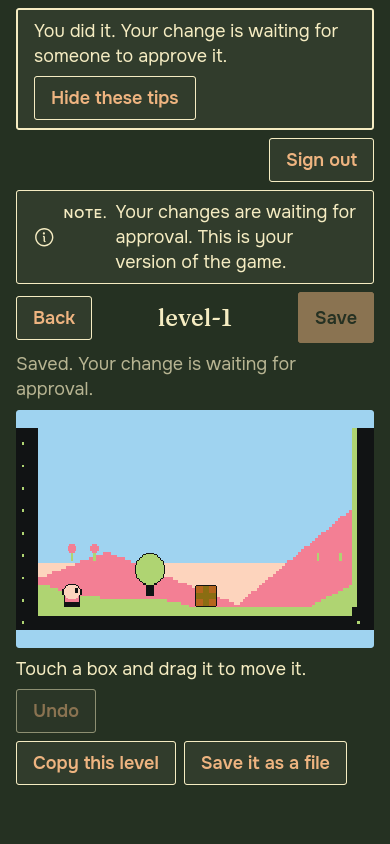 You did it. Your change is waiting for
someone to approve it.
Hide these tips
Sign out
NOTE. Your changes are waiting for
approval. This is your
version of the game.
Back
level-1
Save
Saved. Your change is waiting for
approval.
Touch a box and drag it to move it.
Undo
Copy this level
Save it as a file